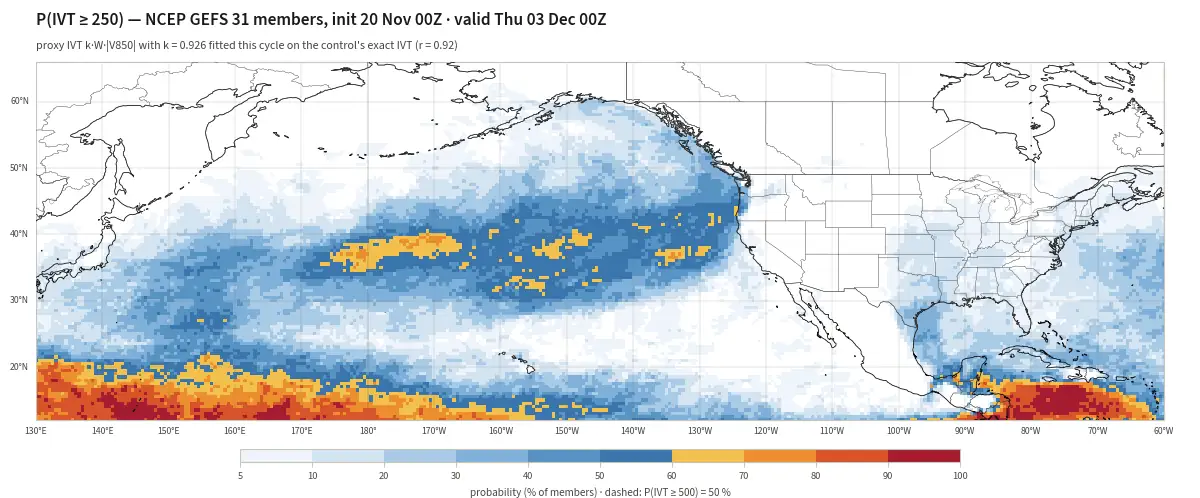 P(IVT ≥ 250) — NCEP GEFS 31 members, init 20 Nov 00Z · valid Thu 03 Dec 00Z
proxy IVT k·W·|V850| with k = 0.926 fitted this cycle on the control's exact IVT (r = 0.92)
60°N
50°N
40°N
30°N
20°N
130°E 140°E 150°E 160°E 170°E 180° 170°W 160°W 150°W 140°W 130°W 120°W 110°W 100°W 90°W 80°W 70°W 60°W
5 10 20 30 40 50 60 70 80 90 100
probability (% of members) · dashed: P(IVT ≥ 500) = 50 %